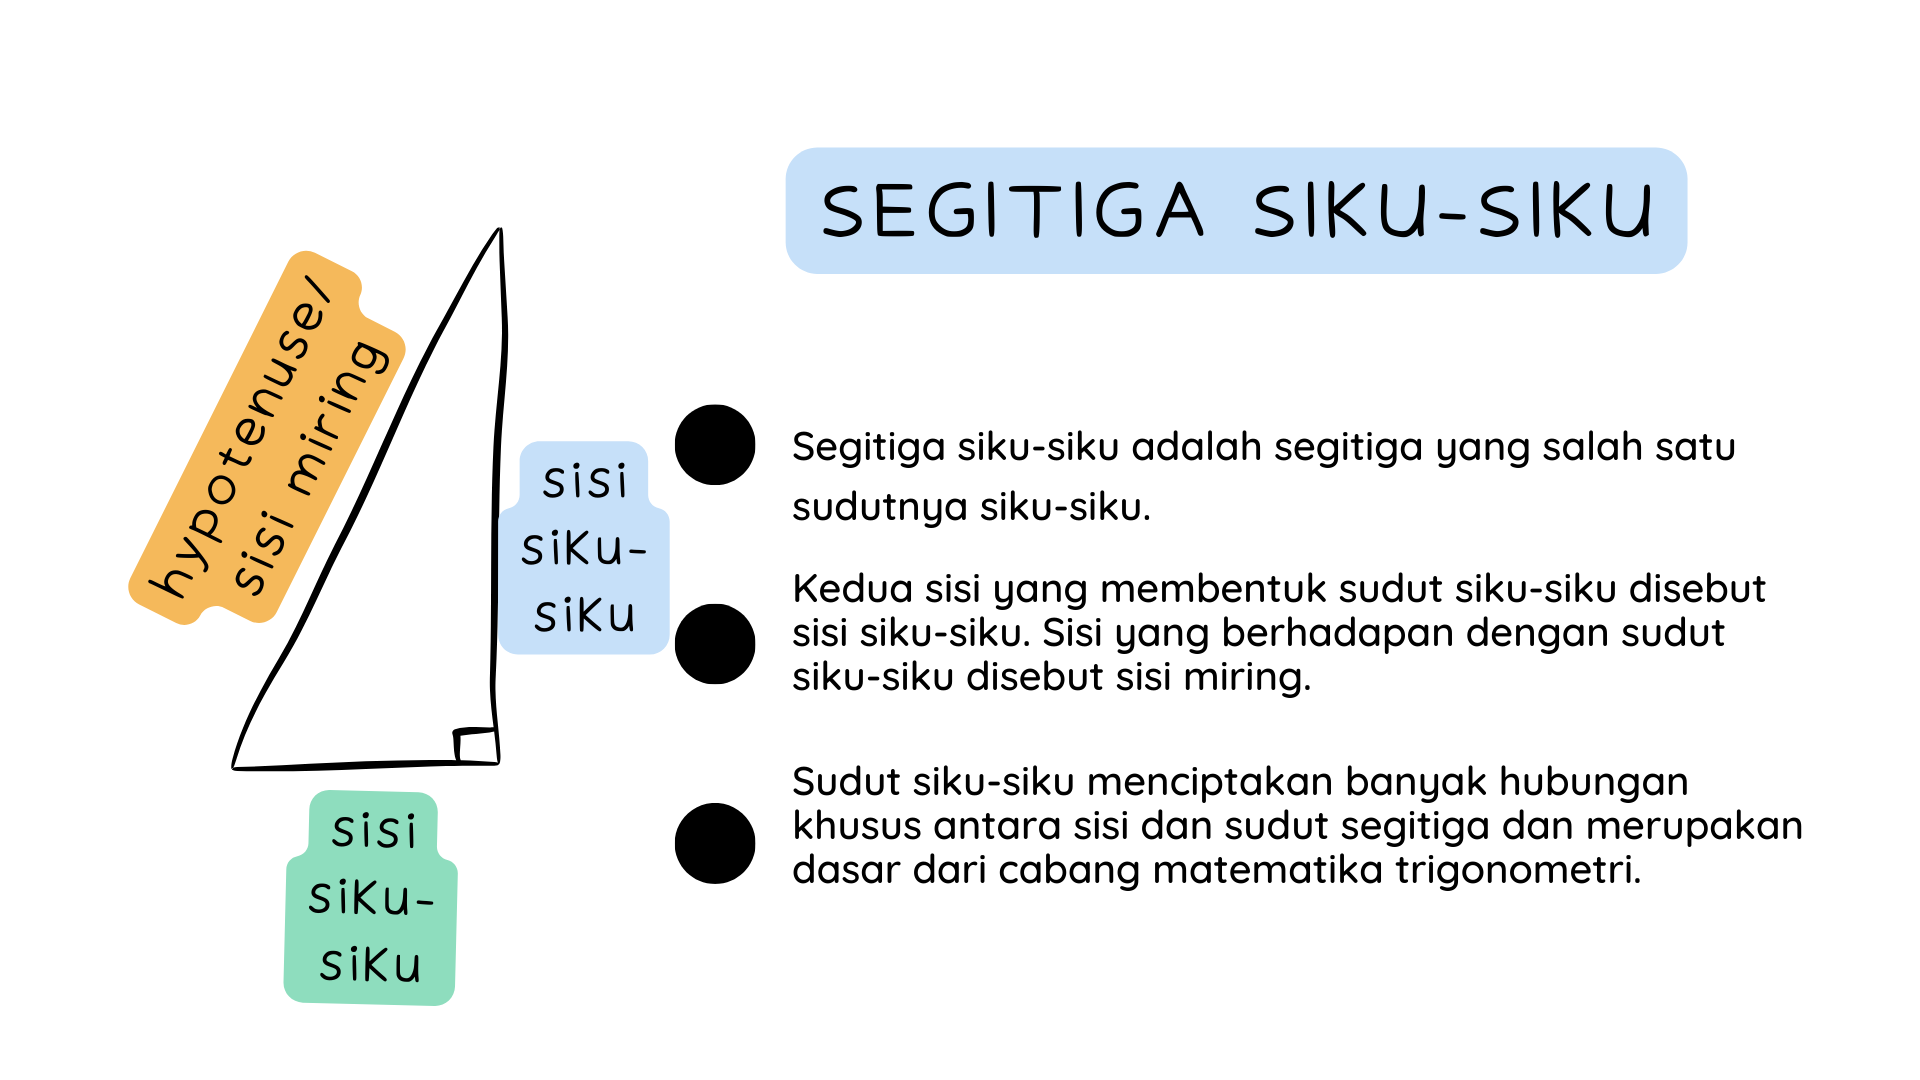 SEGITIGA SIKU-SIKU
hypotenuse/
sisi miring
sisi
siku-
siku
sisi
siku-
siku
Segitiga siku-siku adalah segitiga yang salah satu
sudutnya siku-siku.
Kedua sisi yang membentuk sudut siku-siku disebut
sisi siku-siku. Sisi yang berhadapan dengan sudut
siku-siku disebut sisi miring.
Sudut siku-siku menciptakan banyak hubungan
khusus antara sisi dan sudut segitiga dan merupakan
dasar dari cabang matematika trigonometri.